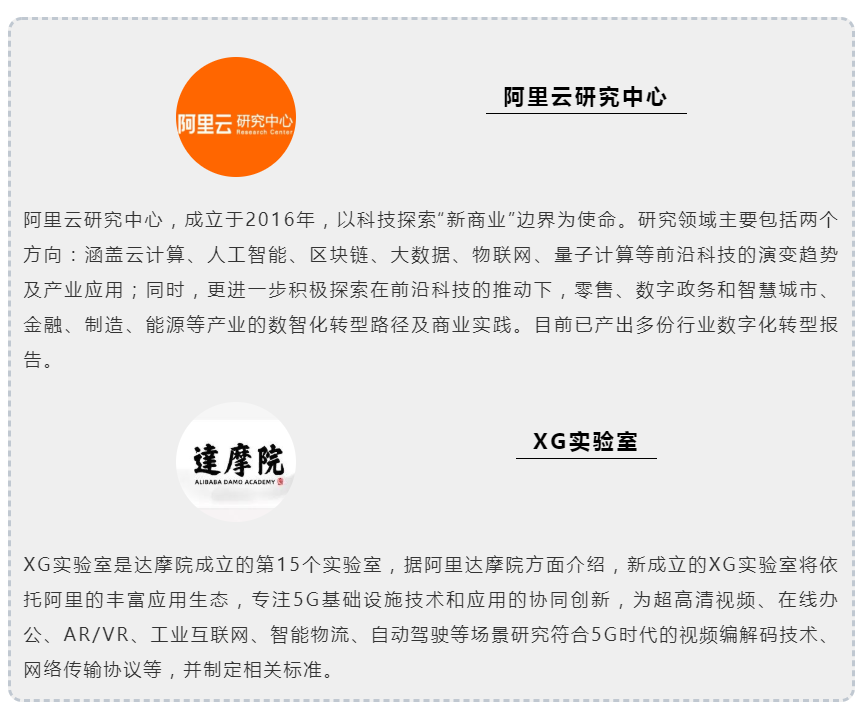 阿里云 研究中心
Research Center
阿里云研究中心
阿里云研究中心，成立于2016年，以科技探索“新商业”边界为使命。研究领域主要包括两个
方向：涵盖云计算、人工智能、区块链、大数据、物联网、量子计算等前沿科技的演变趋势
及产业应用；同时，更进一步积极探索在前沿科技的推动下，零售、数字政务和智慧城市、
金融、制造、能源等产业的数智化转型路径及商业实践。目前已产出多份行业数字化转型报
告。
達摩院
ALIBABA DAMO ACADEMY
XG实验室
XG实验室是达摩院成立的第15个实验室，据阿里达摩院方面介绍，新成立的XG实验室将依
托阿里的丰富应用生态，专注5G基础设施技术和应用的协同创新，为超高清视频、在线办
公、AR/VR、工业互联网、智能物流、自动驾驶等场景研究符合5G时代的视频编解码技术、
网络传输协议等，并制定相关标准。